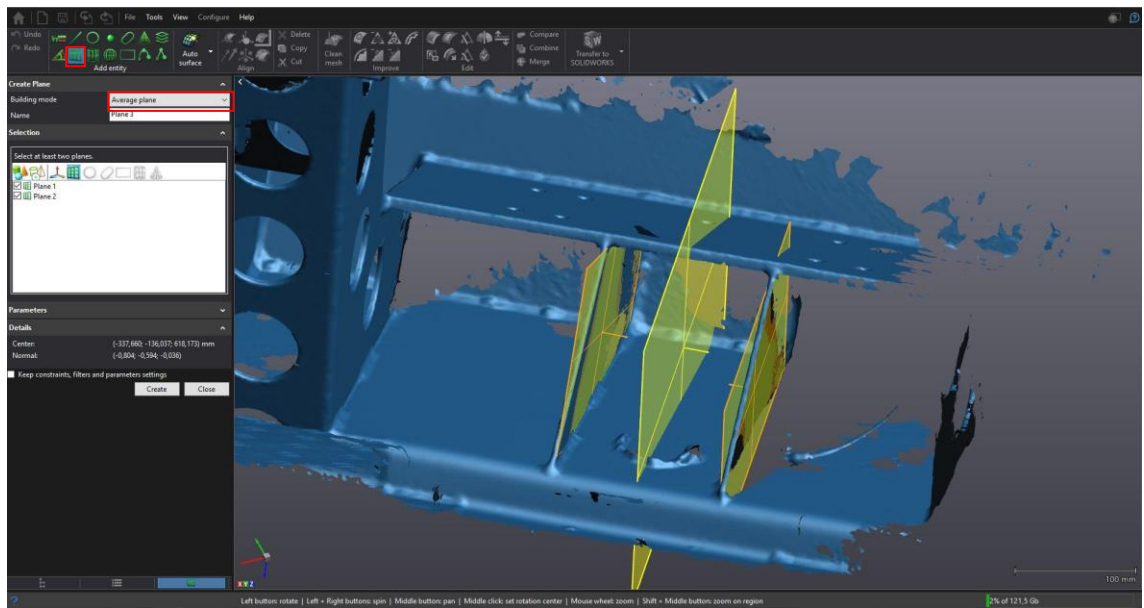 File Tools View Configure Help
Undo
Redo
Add entity
Auto surface
Align
Delete
Copy
Cut
Clean mesh
Improve
Edit
Compare
Combine
Merge
Transfer to SOLIDWORKS
Create Plane
Building mode Average plane
Name Plane 3
Selection
Select at least two planes.
Plane 1
Plane 2
Parameters
Details
Center: (-337,660; -136,037; 618,173) mm
Normal: (-0,804; -0,594; -0,036)
Keep constraints, filters and parameters settings
Create Close
X Y Z
100 mm
Left button: rotate | Left + Right buttons: spin | Middle button: pan | Middle click: set rotation center | Mouse wheel: zoom | Shift + Middle button: zoom on region
2% of 121,5 Gb